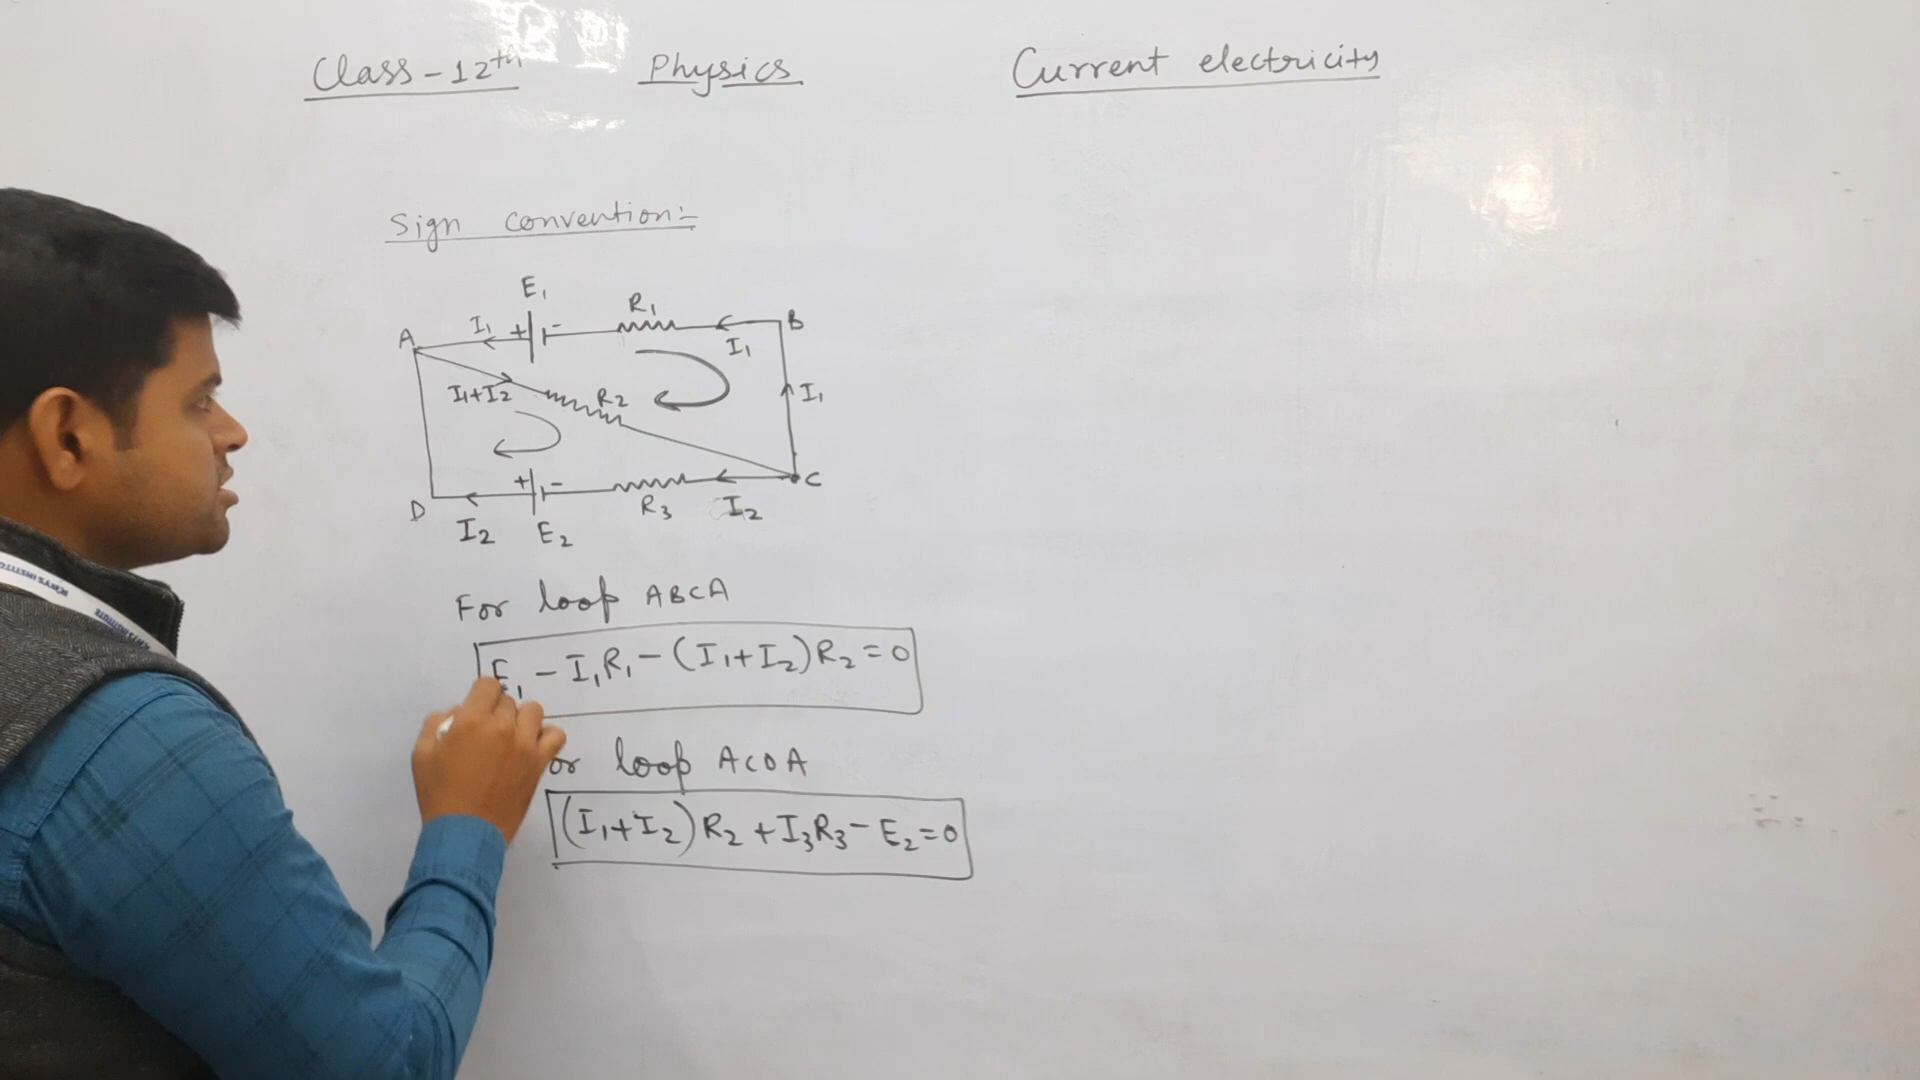 Class-12th Physics Current electricity
Sign convention:-
E1
R1
A I1 + - B
I1
I1+I2 R2 I1
+ - C
D R3 I2
I2 E2
For loop ABCA
E1 - I1R1 - (I1+I2)R2 = 0
or loop ACDA
(I1+I2)R2 + I3R3 - E2 = 0